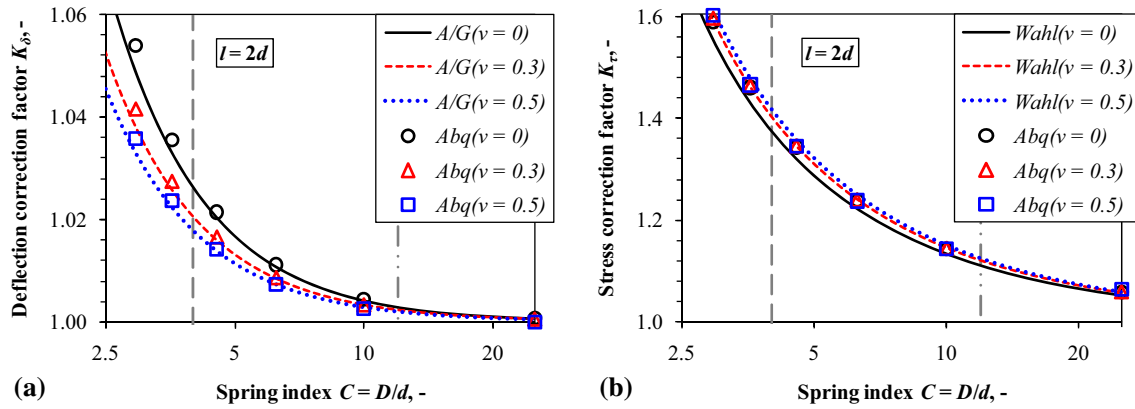 Deflection correction factor Kδ,-
1.06
1.04
1.02
1.00
l = 2d
A/G(v = 0)
A/G(v = 0.3)
A/G(v = 0.5)
Abq(v = 0)
Abq(v = 0.3)
Abq(v = 0.5)
2.5 5 10 20
(a)
Spring index C = D/d, -
Stress correction factor Kτ,-
1.6
1.4
1.2
1.0
l = 2d
Wahl(v = 0)
Wahl(v = 0.3)
Wahl(v = 0.5)
Abq(v = 0)
Abq(v = 0.3)
Abq(v = 0.5)
2.5 5 10 20
(b)
Spring index C = D/d, -